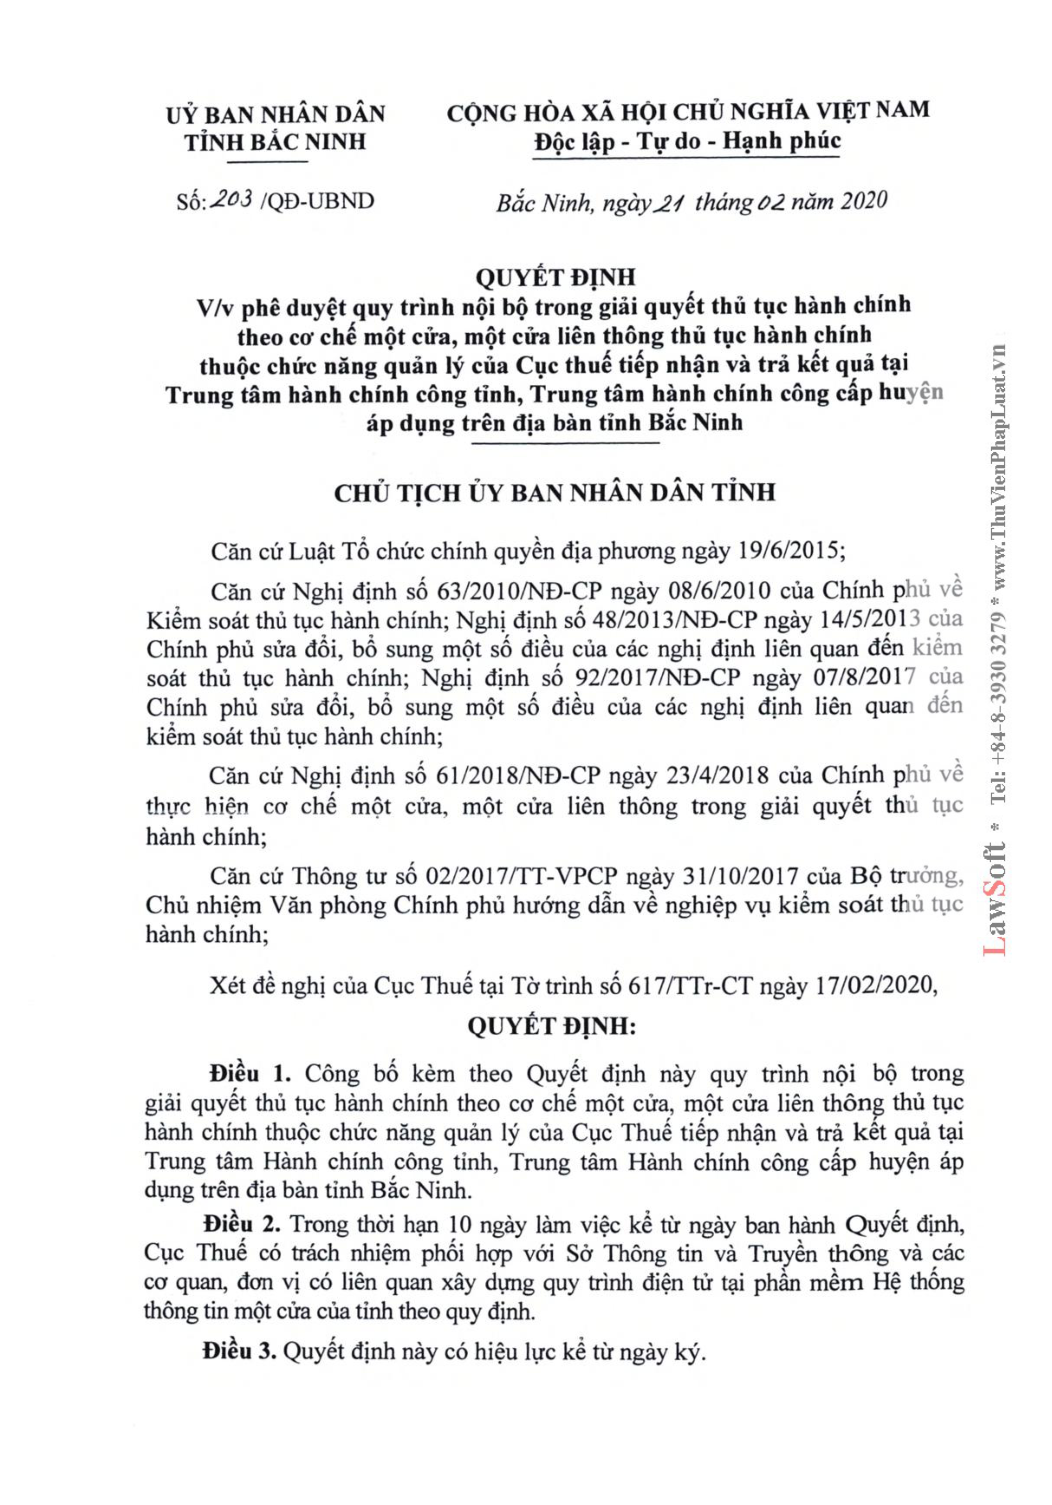 UỶ BAN NHÂN DÂN
TỈNH BẮC NINH
CỘNG HÒA XÃ HỘI CHỦ NGHĨA VIỆT NAM
Độc lập - Tự do - Hạnh phúc
Số: 203 /QĐ-UBND
Bắc Ninh, ngày 21 tháng 02 năm 2020
QUYẾT ĐỊNH
V/v phê duyệt quy trình nội bộ trong giải quyết thủ tục hành chính
theo cơ chế một cửa, một cửa liên thông thủ tục hành chính
thuộc chức năng quản lý của Cục thuế tiếp nhận và trả kết quả tại
Trung tâm hành chính công tỉnh, Trung tâm hành chính công cấp huyện
áp dụng trên địa bàn tỉnh Bắc Ninh
CHỦ TỊCH ỦY BAN NHÂN DÂN TỈNH
Căn cứ Luật Tổ chức chính quyền địa phương ngày 19/6/2015;
Căn cứ Nghị định số 63/2010/NĐ-CP ngày 08/6/2010 của Chính phủ về
Kiểm soát thủ tục hành chính; Nghị định số 48/2013/NĐ-CP ngày 14/5/2013 của
Chính phủ sửa đổi, bổ sung một số điều của các nghị định liên quan đến kiểm
soát thủ tục hành chính; Nghị định số 92/2017/NĐ-CP ngày 07/8/2017 của
Chính phủ sửa đổi, bổ sung một số điều của các nghị định liên quan đến
kiểm soát thủ tục hành chính;
Căn cứ Nghị định số 61/2018/NĐ-CP ngày 23/4/2018 của Chính phủ về
thực hiện cơ chế một cửa, một cửa liên thông trong giải quyết thủ tục
hành chính;
Căn cứ Thông tư số 02/2017/TT-VPCP ngày 31/10/2017 của Bộ trưởng,
Chủ nhiệm Văn phòng Chính phủ hướng dẫn về nghiệp vụ kiểm soát thủ tục
hành chính;
Xét đề nghị của Cục Thuế tại Tờ trình số 617/TTr-CT ngày 17/02/2020,
QUYẾT ĐỊNH:
Điều 1. Công bố kèm theo Quyết định này quy trình nội bộ trong
giải quyết thủ tục hành chính theo cơ chế một cửa, một cửa liên thông thủ tục
hành chính thuộc chức năng quản lý của Cục Thuế tiếp nhận và trả kết quả tại
Trung tâm Hành chính công tỉnh, Trung tâm Hành chính công cấp huyện áp
dụng trên địa bàn tỉnh Bắc Ninh.
Điều 2. Trong thời hạn 10 ngày làm việc kể từ ngày ban hành Quyết định,
Cục Thuế có trách nhiệm phối hợp với Sở Thông tin và Truyền thông và các
cơ quan, đơn vị có liên quan xây dựng quy trình điện tử tại phần mềm Hệ thống
thông tin một cửa của tỉnh theo quy định.
Điều 3. Quyết định này có hiệu lực kể từ ngày ký.
LawSoft * Tel: +84-8-3930 3279 * www.ThuVienPhapLuat.vn